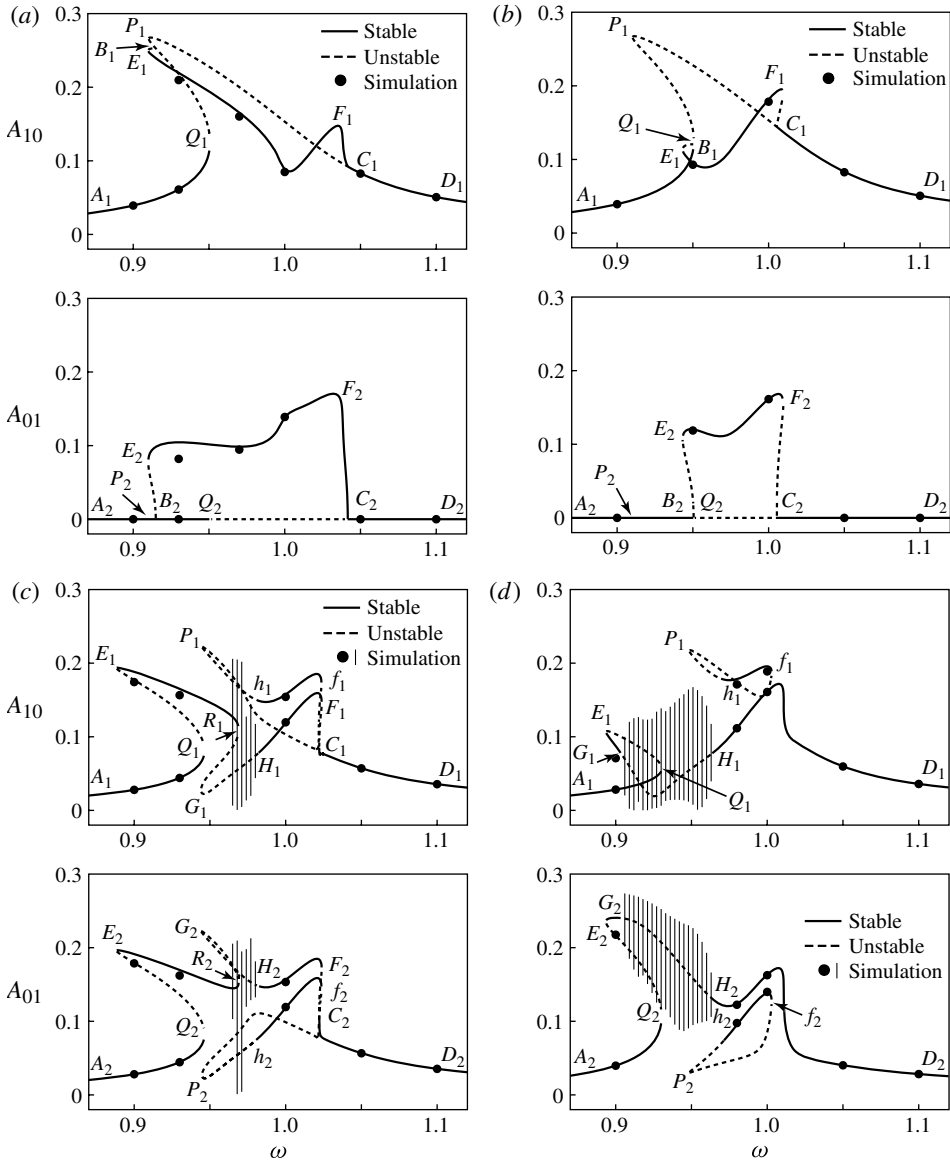 (a)
0.3
0.2
0.1
0
A10
P1
B1
E1
Q1
A1
F1
C1
D1
Stable
Unstable
Simulation
0.9
1.0
1.1
(b)
0.3
0.2
0.1
0
P1
Q1
E1
B1
A1
F1
C1
D1
Stable
Unstable
Simulation
0.9
1.0
1.1
0.3
0.2
0.1
0
A01
E2
P2
A2
B2
Q2
F2
C2
D2
0.9
1.0
1.1
0.3
0.2
0.1
0
E2
P2
A2
B2
Q2
F2
C2
D2
0.9
1.0
1.1
(c)
0.3
0.2
0.1
0
A10
P1
E1
h1
f1
R1
F1
Q1
H1
C1
A1
G1
D1
Stable
Unstable
Simulation
0.9
1.0
1.1
(d)
0.3
0.2
0.1
0
P1
h1
E1
G1
A1
H1
Q1
D1
0.9
1.0
1.1
0.3
0.2
0.1
0
A01
G2
E2
R2
H2
F2
f2
Q2
C2
A2
h2
P2
D2
0.9
1.0
1.1
ω
0.3
0.2
0.1
0
G2
E2
Q2
H2
h2
f2
A2
P2
D2
Stable
Unstable
Simulation
0.9
1.0
1.1
ω